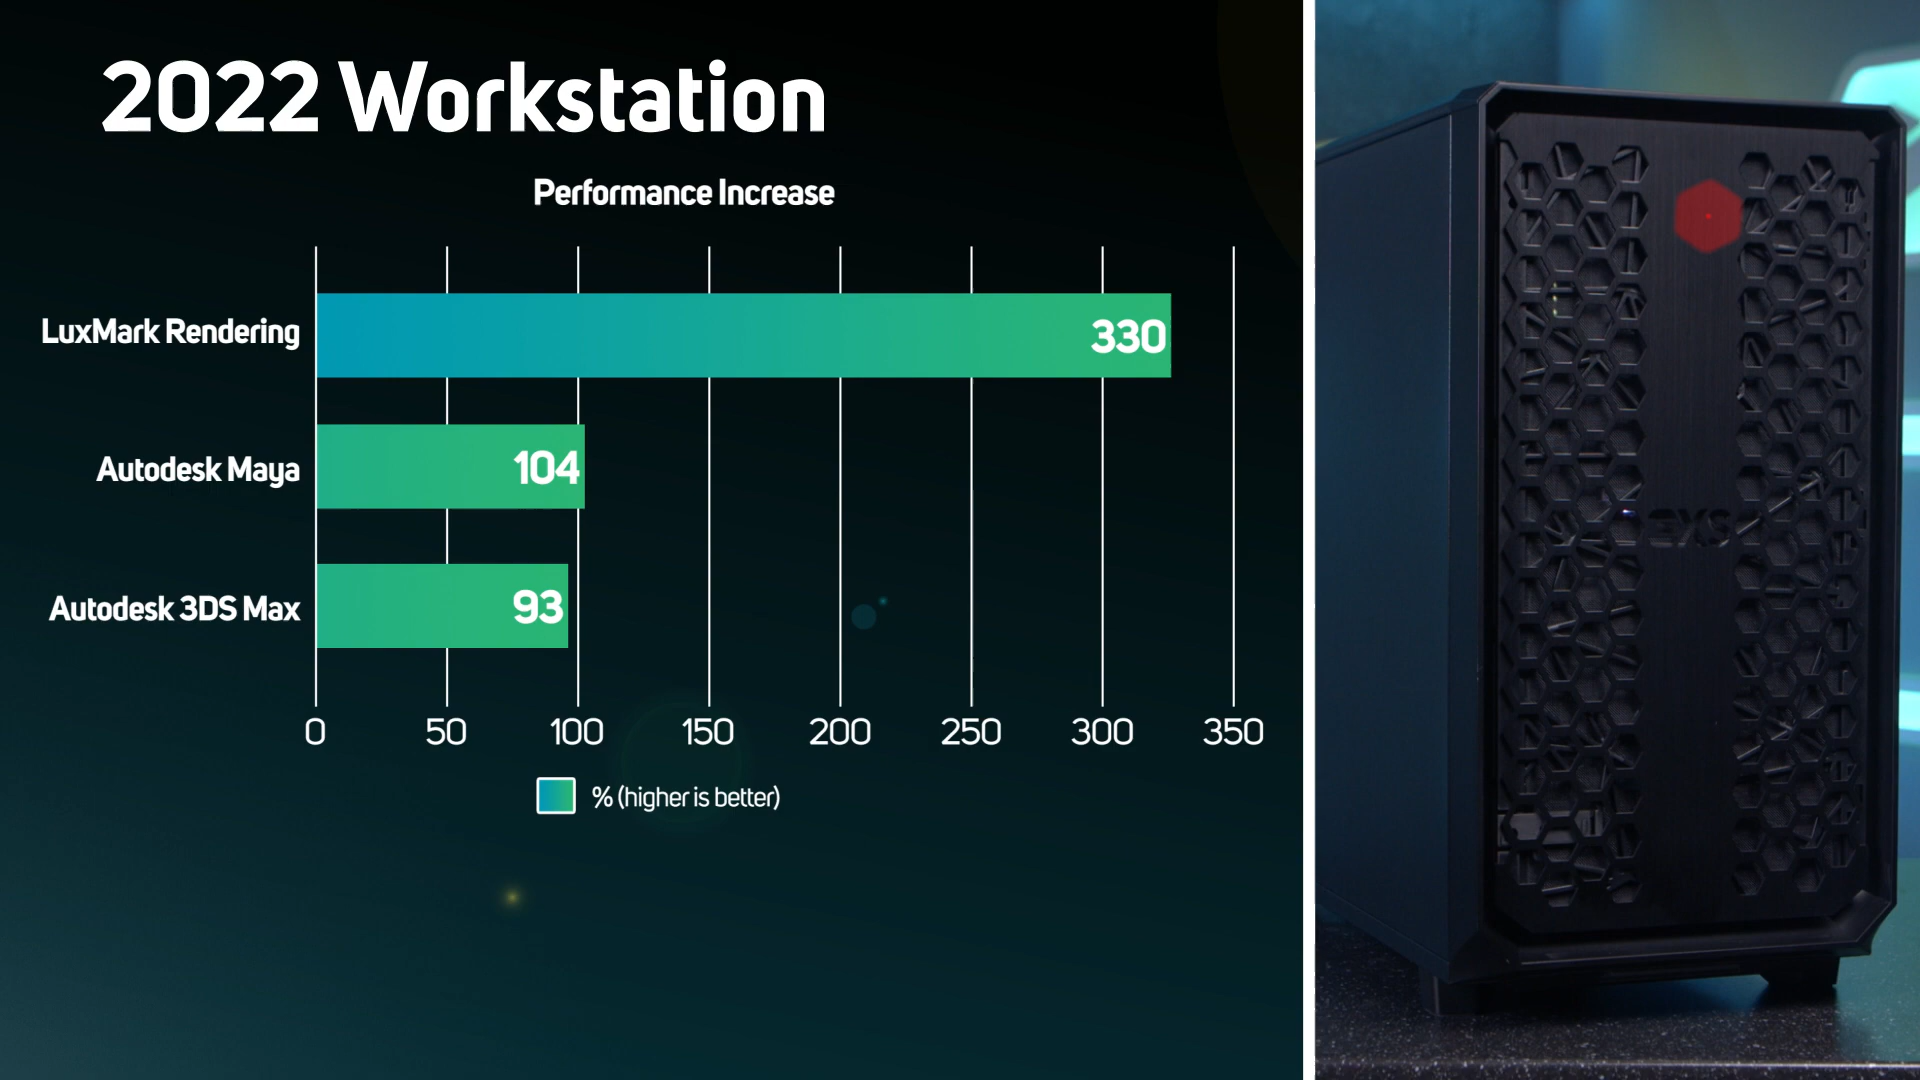 2022 Workstation
Performance Increase
LuxMark Rendering
330
Autodesk Maya
104
Autodesk 3DS Max
93
0 50 100 150 200 250 300 350
% (higher is better)